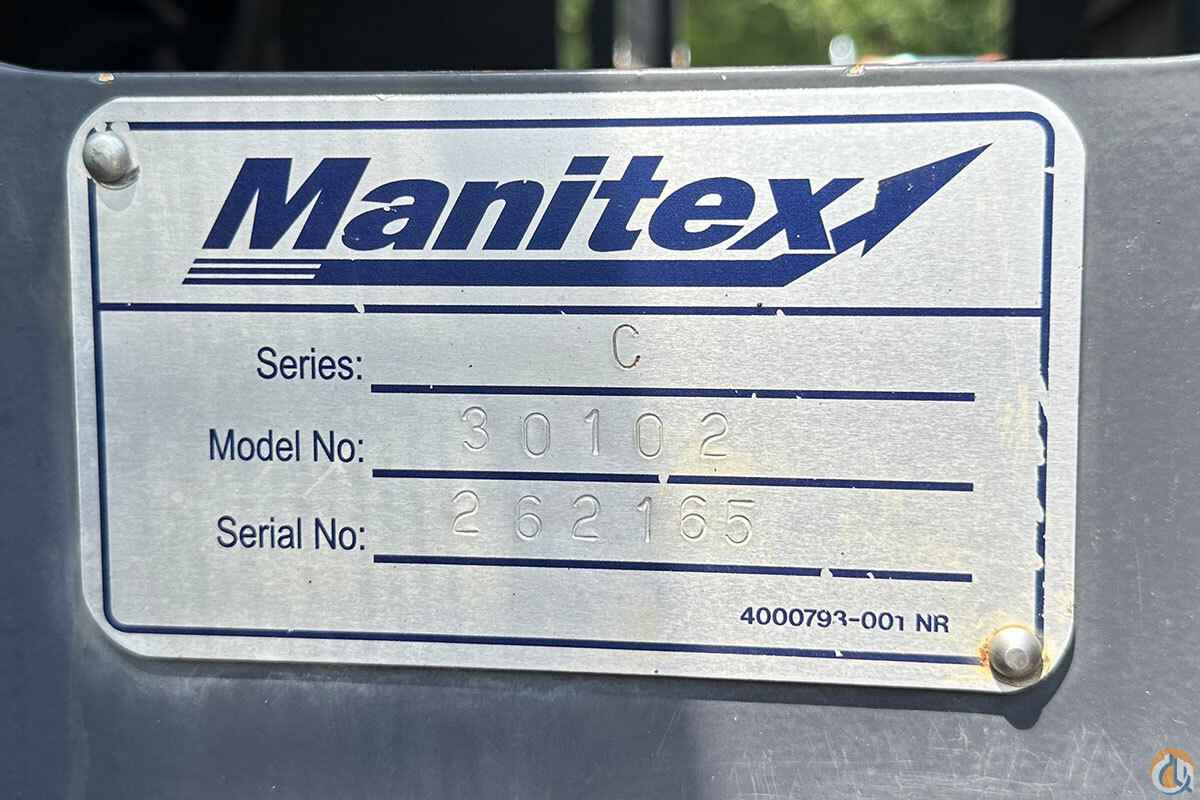 Manitex
Series: C
Model No: 30102
Serial No: 262165
4000793-001 NR